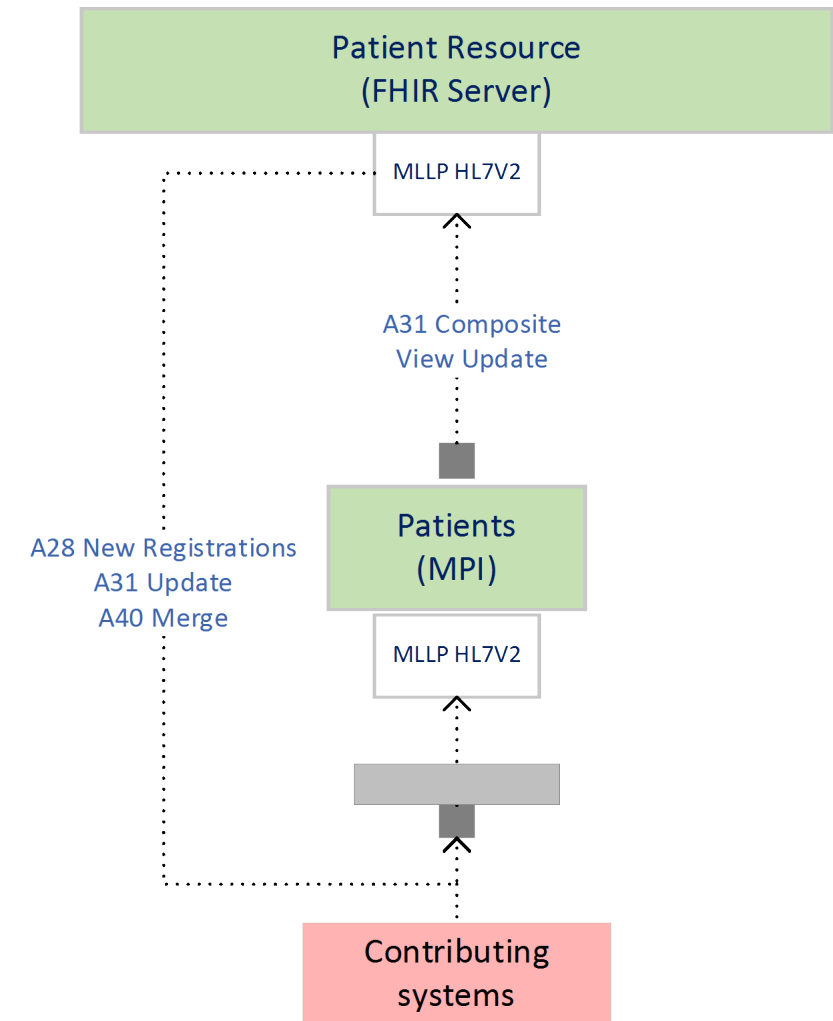 Patient Resource
(FHIR Server)
MLLP HL7V2
A31 Composite
View Update
Patients
(MPI)
A28 New Registrations
A31 Update
A40 Merge
MLLP HL7V2
Contributing
systems